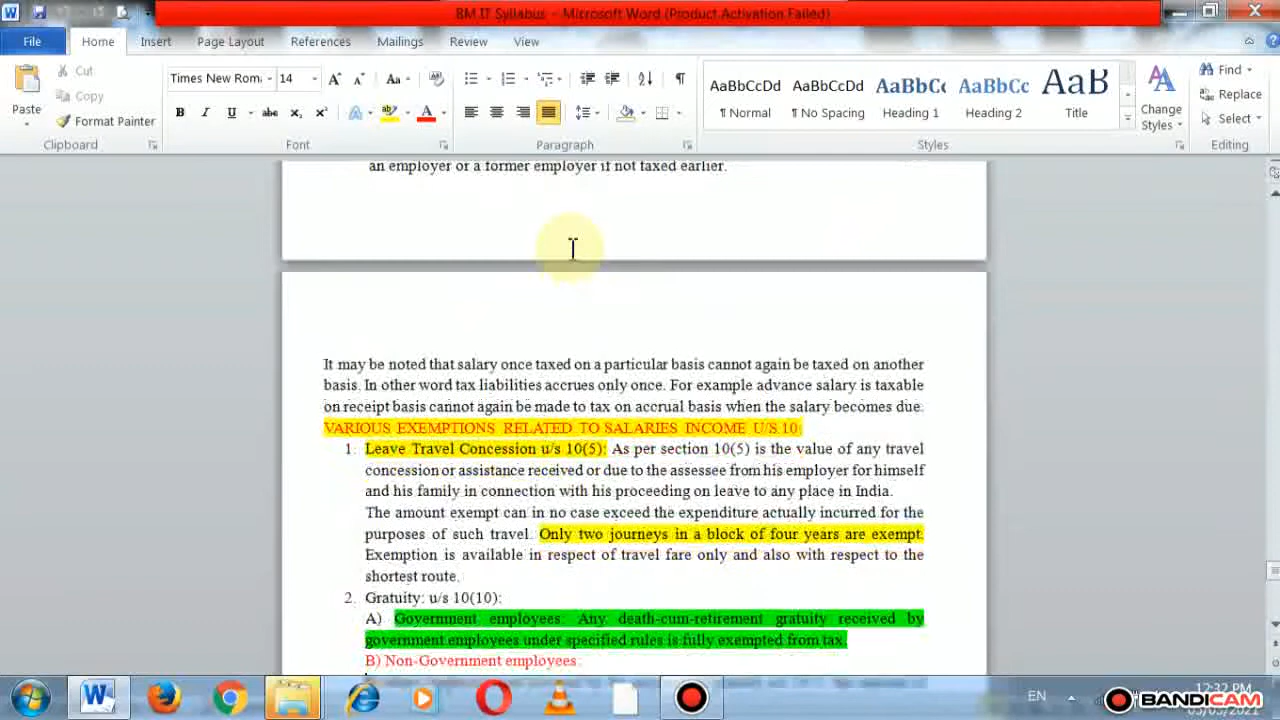 BM IT Syllabus - Microsoft Word (Product Activation Failed)
File Home Insert Page Layout References Mailings Review View
Paste
Cut
Copy
Format Painter
Clipboard
Times New Rom 14
Aa
B I U abc x₂ x² A A
Font
Paragraph
AaBbCcDd AaBbCcDd AaBbCc AaBbCc AaB
¶ Normal ¶ No Spacing Heading 1 Heading 2 Title
Change
Styles
Styles
Find
Replace
Select
Editing
an employer or a former employer if not taxed earlier.
It may be noted that salary once taxed on a particular basis cannot again be taxed on another
basis. In other word tax liabilities accrues only once. For example advance salary is taxable
on receipt basis cannot again be made to tax on accrual basis when the salary becomes due.
VARIOUS EXEMPTIONS RELATED TO SALARIES INCOME U/S.10:
1. Leave Travel Concession u/s 10(5): As per section 10(5) is the value of any travel
concession or assistance received or due to the assessee from his employer for himself
and his family in connection with his proceeding on leave to any place in India.
The amount exempt can in no case exceed the expenditure actually incurred for the
purposes of such travel. Only two journeys in a block of four years are exempt.
Exemption is available in respect of travel fare only and also with respect to the
shortest route.
2. Gratuity: u/s 10(10):
A) Government employees: Any death-cum-retirement gratuity received by
government employees under specified rules is fully exempted from tax.
B) Non-Government employees:
EN
12:32 PM
BANDICAM